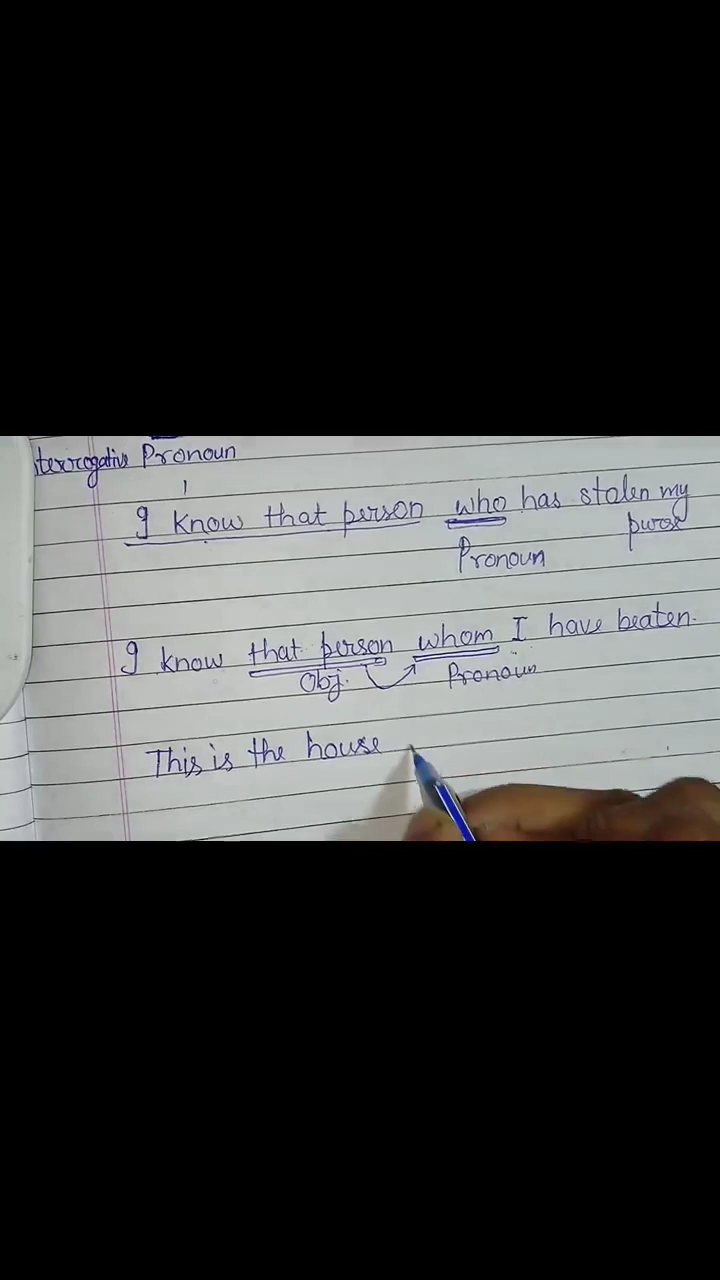 terrogative Pronoun
I know that person who has stolen my
purse
Pronoun
I know that person whom I have beaten.
Obj. Pronoun
This is the house